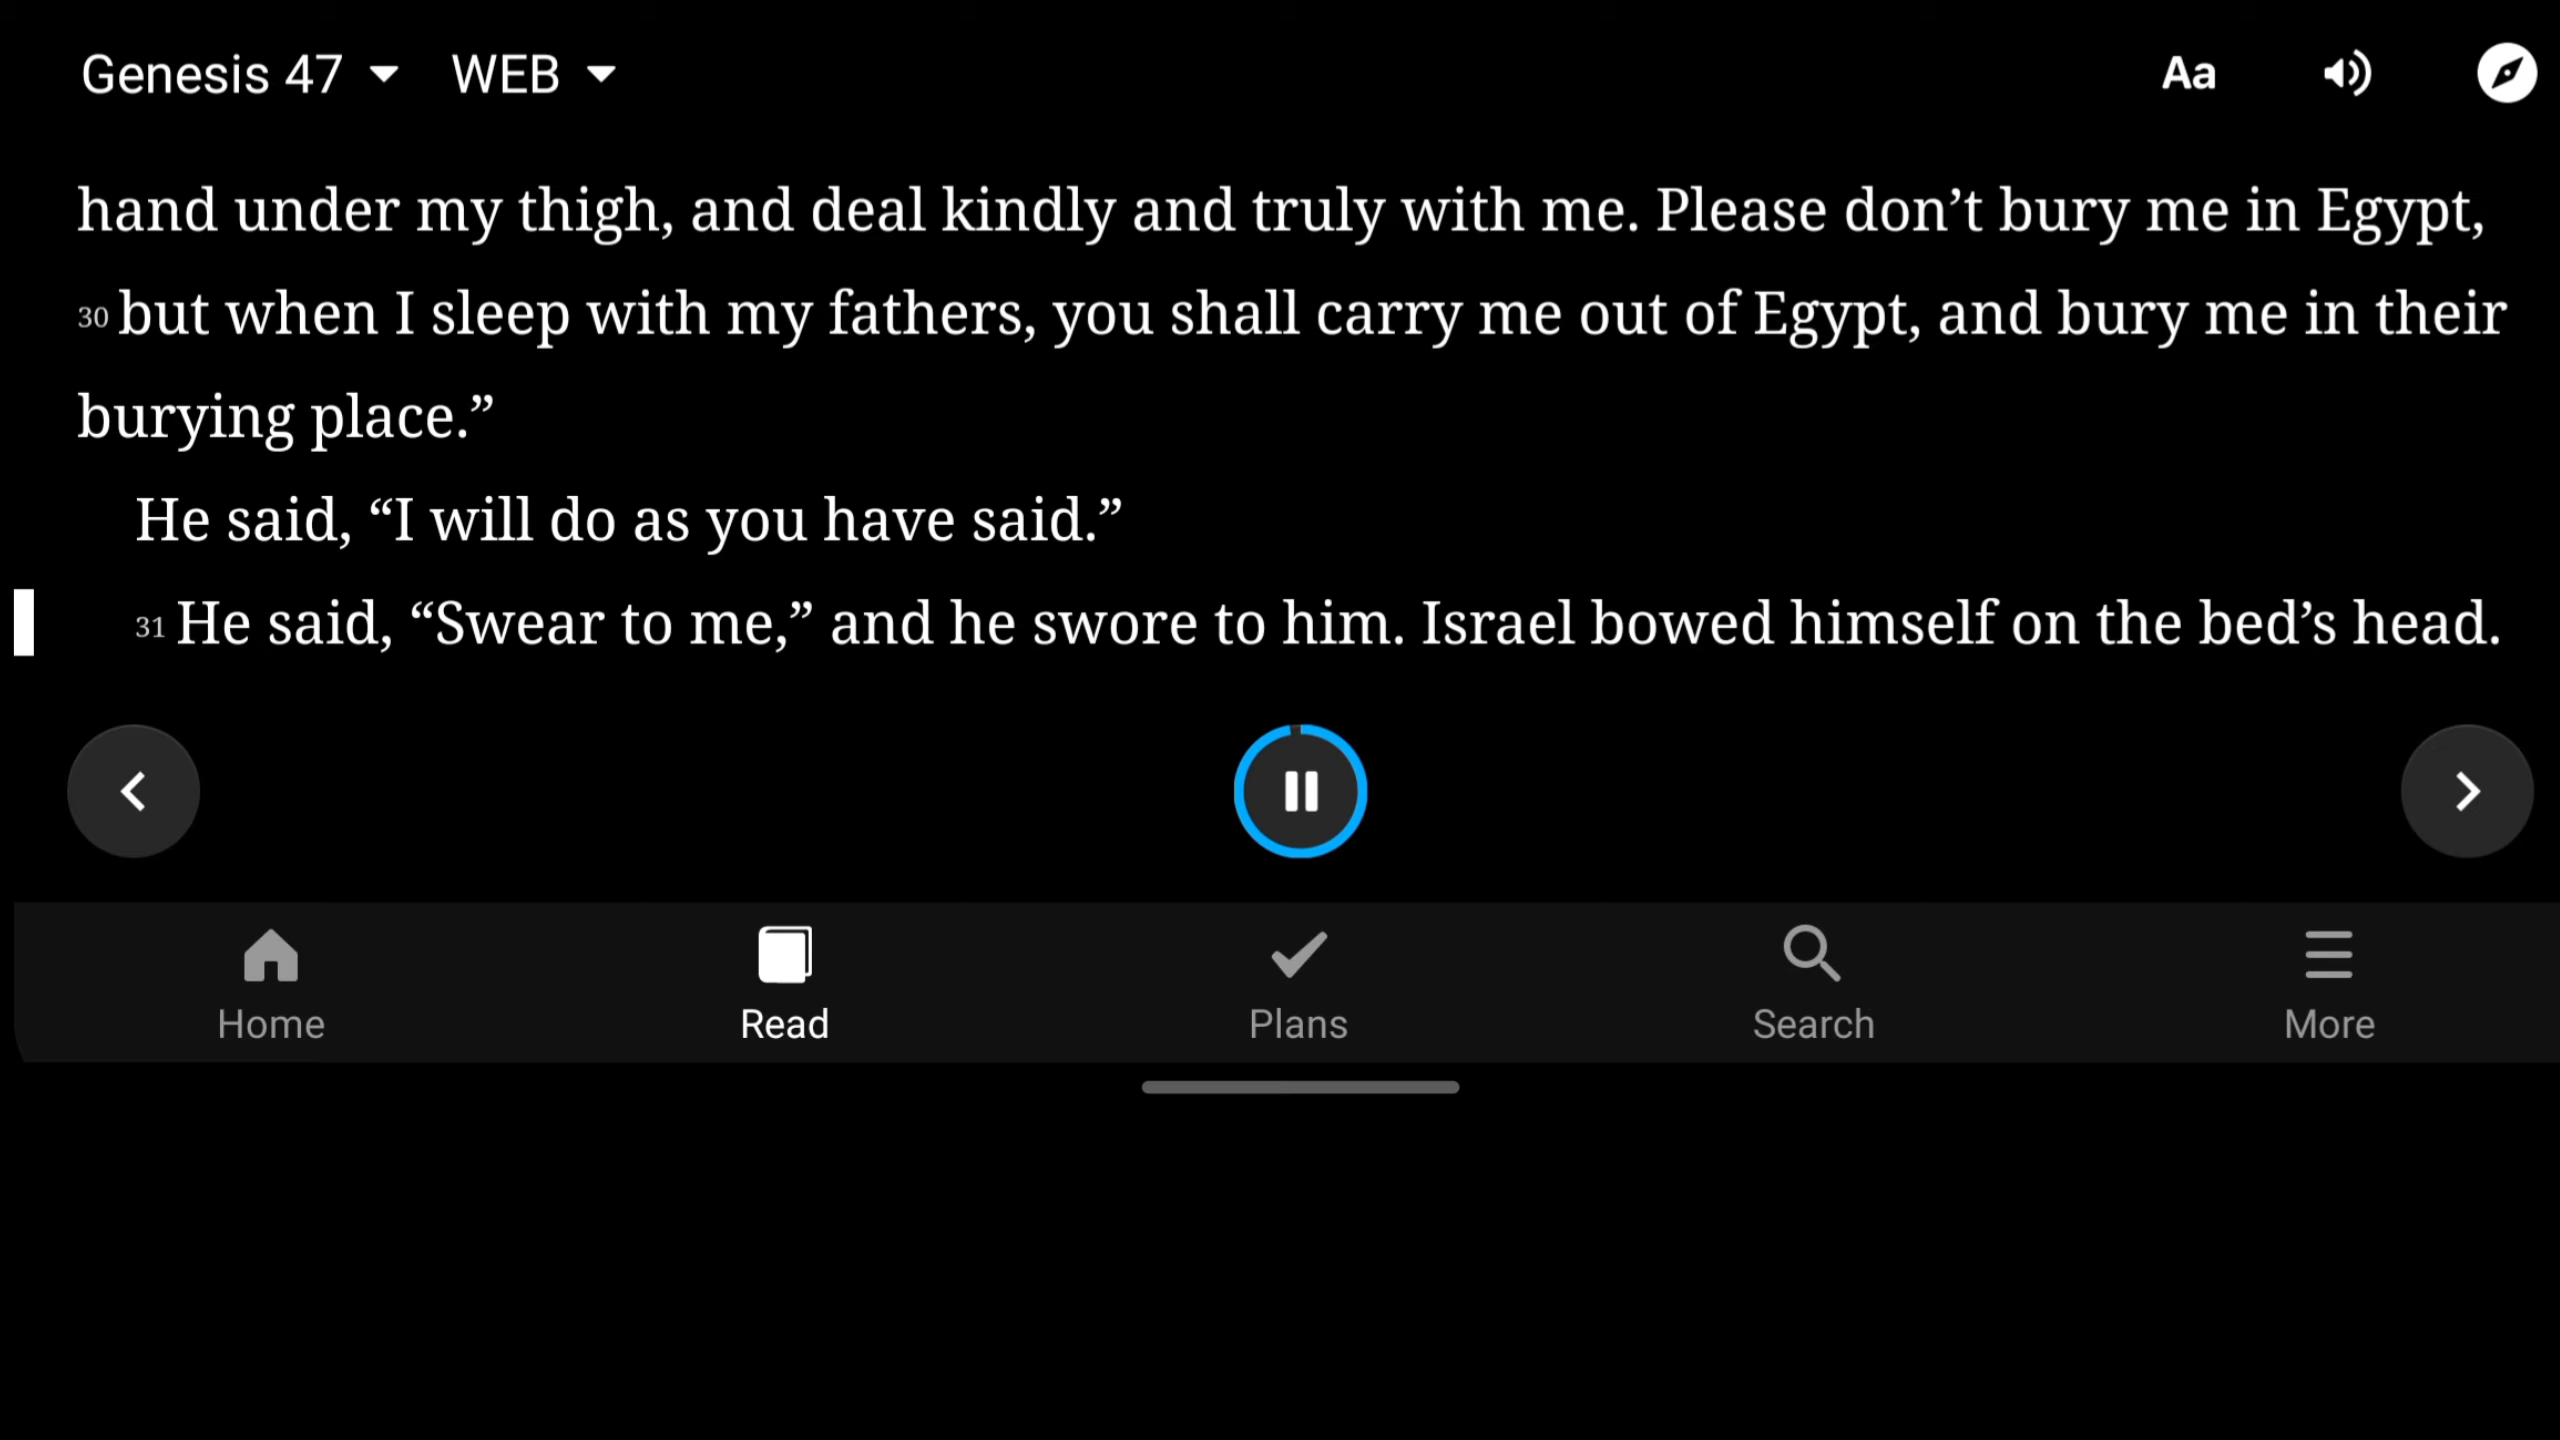 Genesis 47 WEB Aa
hand under my thigh, and deal kindly and truly with me. Please don’t bury me in Egypt,
30 but when I sleep with my fathers, you shall carry me out of Egypt, and bury me in their
burying place.”
He said, “I will do as you have said.”
31 He said, “Swear to me,” and he swore to him. Israel bowed himself on the bed’s head.
Home Read Plans Search More